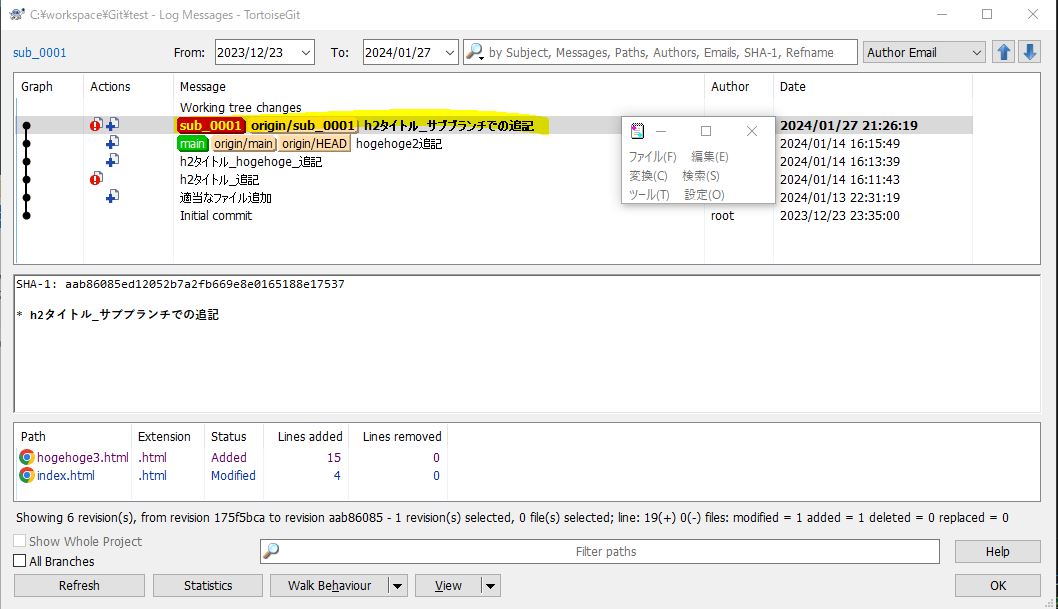 C:¥workspace¥Git¥test - Log Messages - TortoiseGit
sub_0001 From: 2023/12/23 To: 2024/01/27 by Subject, Messages, Paths, Authors, Emails, SHA-1, Refname Author Email
Graph Actions Message Author Date
Working tree changes
sub_0001 origin/sub_0001 h2タイトル_サブブランチでの追記 2024/01/27 21:26:19
main origin/main origin/HEAD hogehoge2追記 2024/01/14 16:15:49
h2タイトル_hogehoge_追記 2024/01/14 16:13:39
h2タイトル_追記 2024/01/14 16:11:43
適当なファイル追加 2024/01/13 22:31:19
Initial commit root 2023/12/23 23:35:00
ファイル(F) 編集(E)
変換(C) 検索(S)
ツール(T) 設定(O)
SHA-1: aab86085ed12052b7a2fb669e8e0165188e17537
* h2タイトル_サブブランチでの追記
Path Extension Status Lines added Lines removed
hogehoge3.html .html Added 15 0
index.html .html Modified 4 0
Showing 6 revision(s), from revision 175f5bca to revision aab86085 - 1 revision(s) selected, 0 file(s) selected; line: 19(+) 0(-) files: modified = 1 added = 1 deleted = 0 replaced = 0
Show Whole Project
All Branches
Filter paths
Help
Refresh Statistics Walk Behaviour View OK